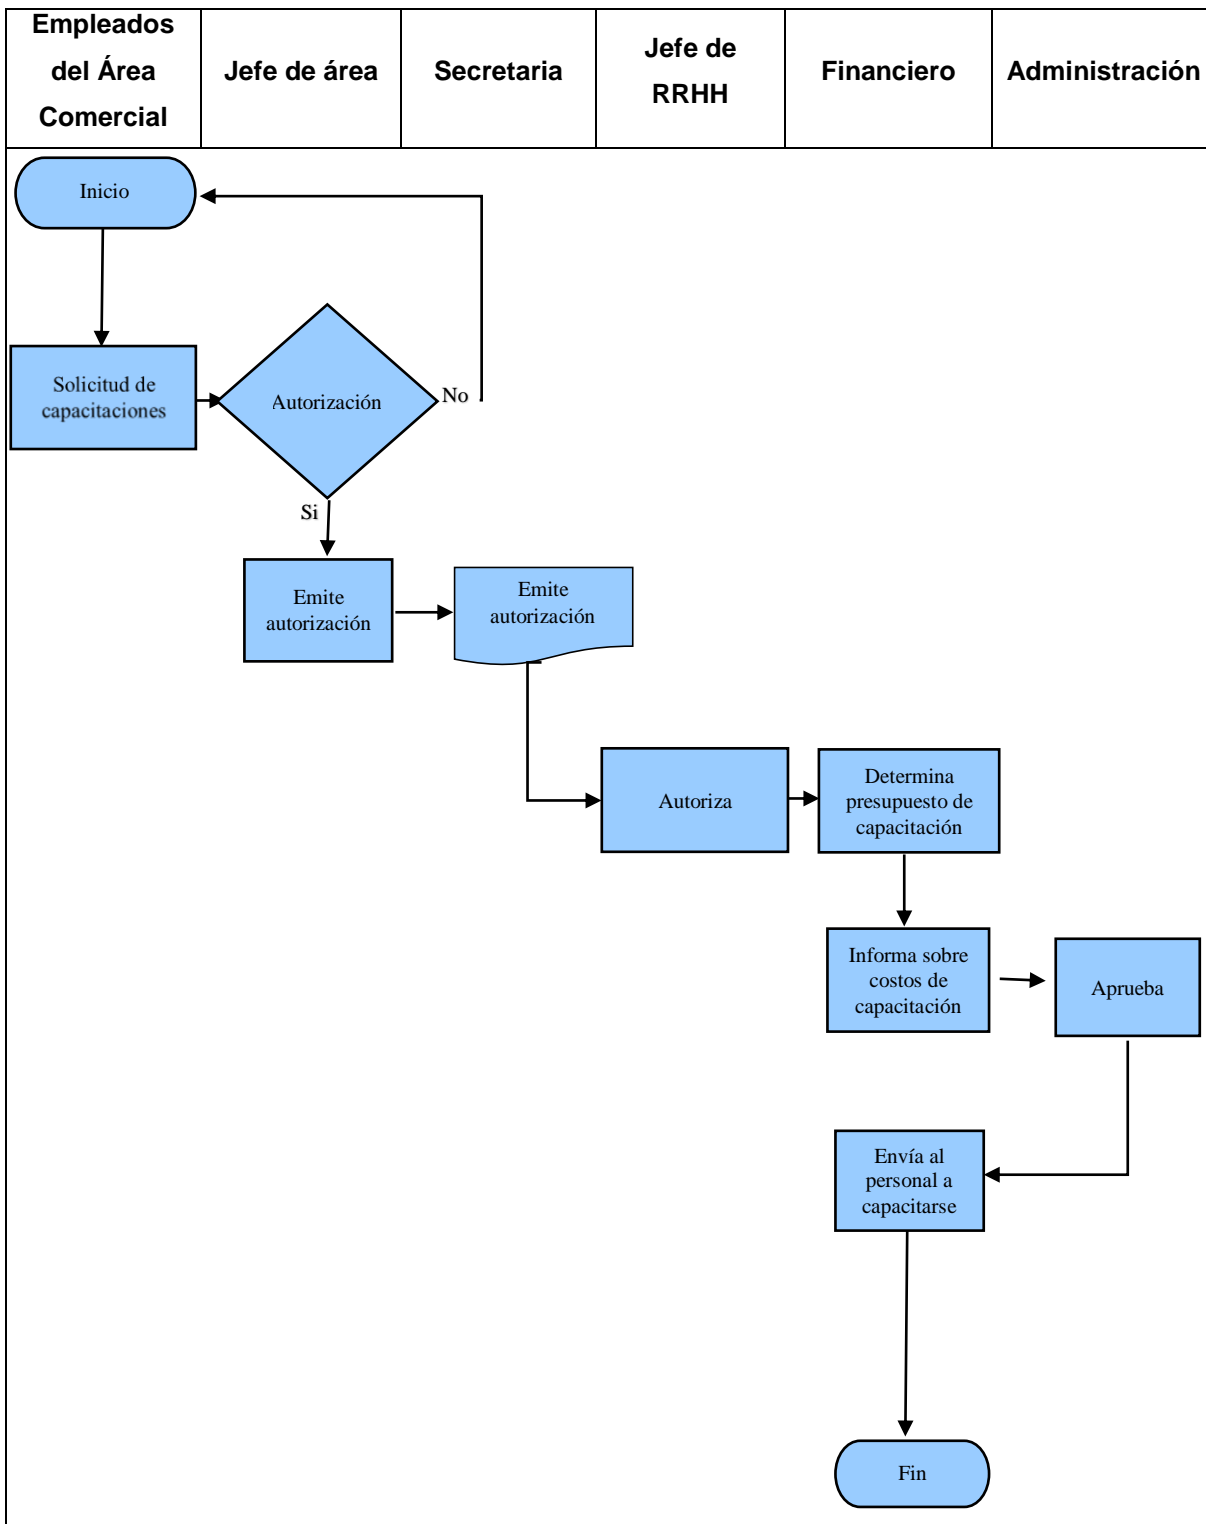 Empleados
del Área
Comercial
Jefe de área
Secretaria
Jefe de
RRHH
Financiero
Administración
Inicio
Solicitud de
capacitaciones
Autorización
No
Si
Emite
autorización
Emite
autorización
Autoriza
Determina
presupuesto de
capacitación
Informa sobre
costos de
capacitación
Aprueba
Envía al
personal a
capacitarse
Fin